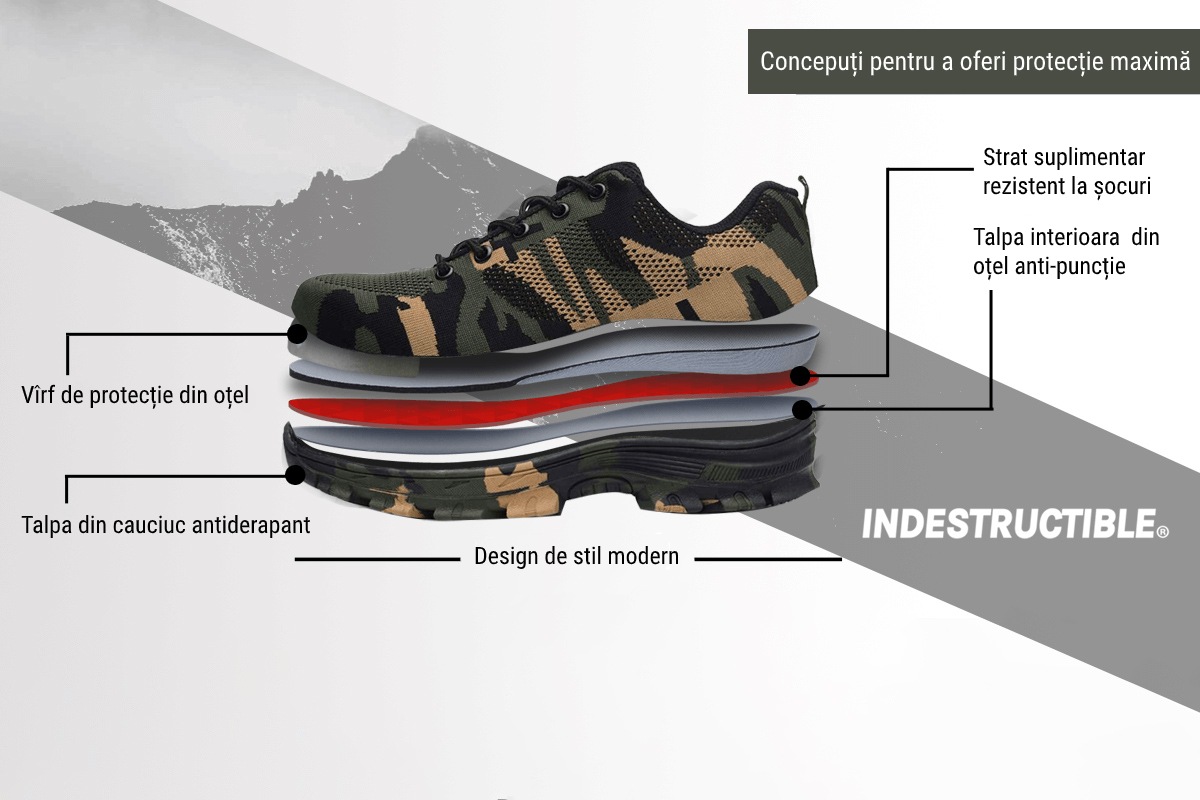 Concepuți pentru a oferi protecție maximă
Strat suplimentar
rezistent la șocuri
Talpa interioara din
oțel anti-puncție
Vîrf de protecție din oțel
Talpa din cauciuc antiderapant
INDESTRUCTIBLE®
Design de stil modern